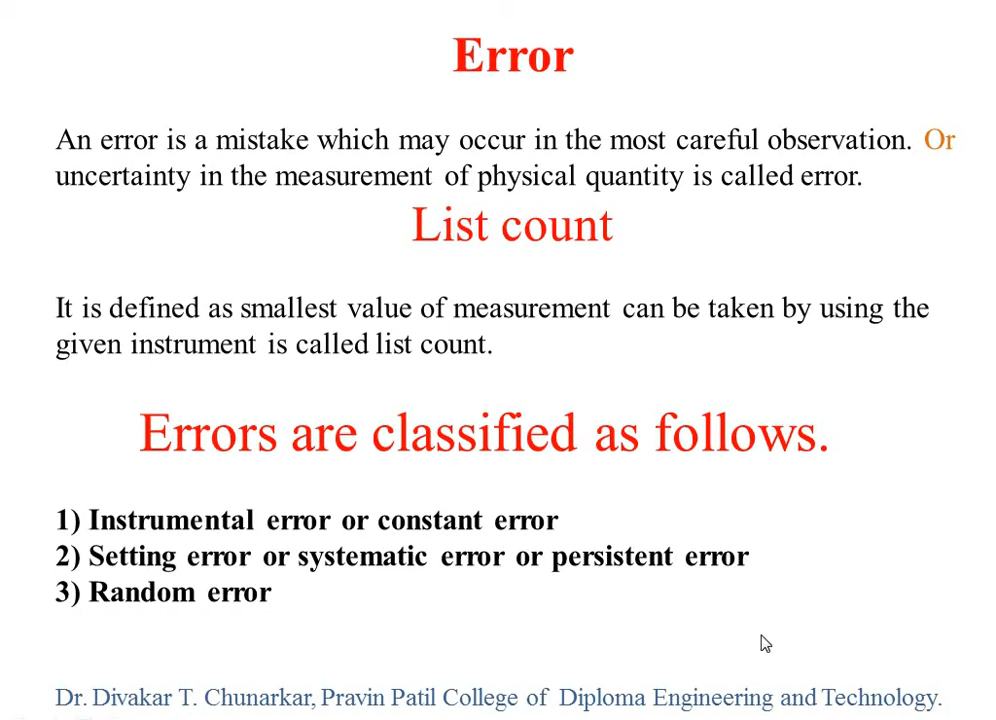 Error
An error is a mistake which may occur in the most careful observation. Or
uncertainty in the measurement of physical quantity is called error.
List count
It is defined as smallest value of measurement can be taken by using the
given instrument is called list count.
Errors are classified as follows.
1) Instrumental error or constant error
2) Setting error or systematic error or persistent error
3) Random error
Dr. Divakar T. Chunarkar, Pravin Patil College of Diploma Engineering and Technology.